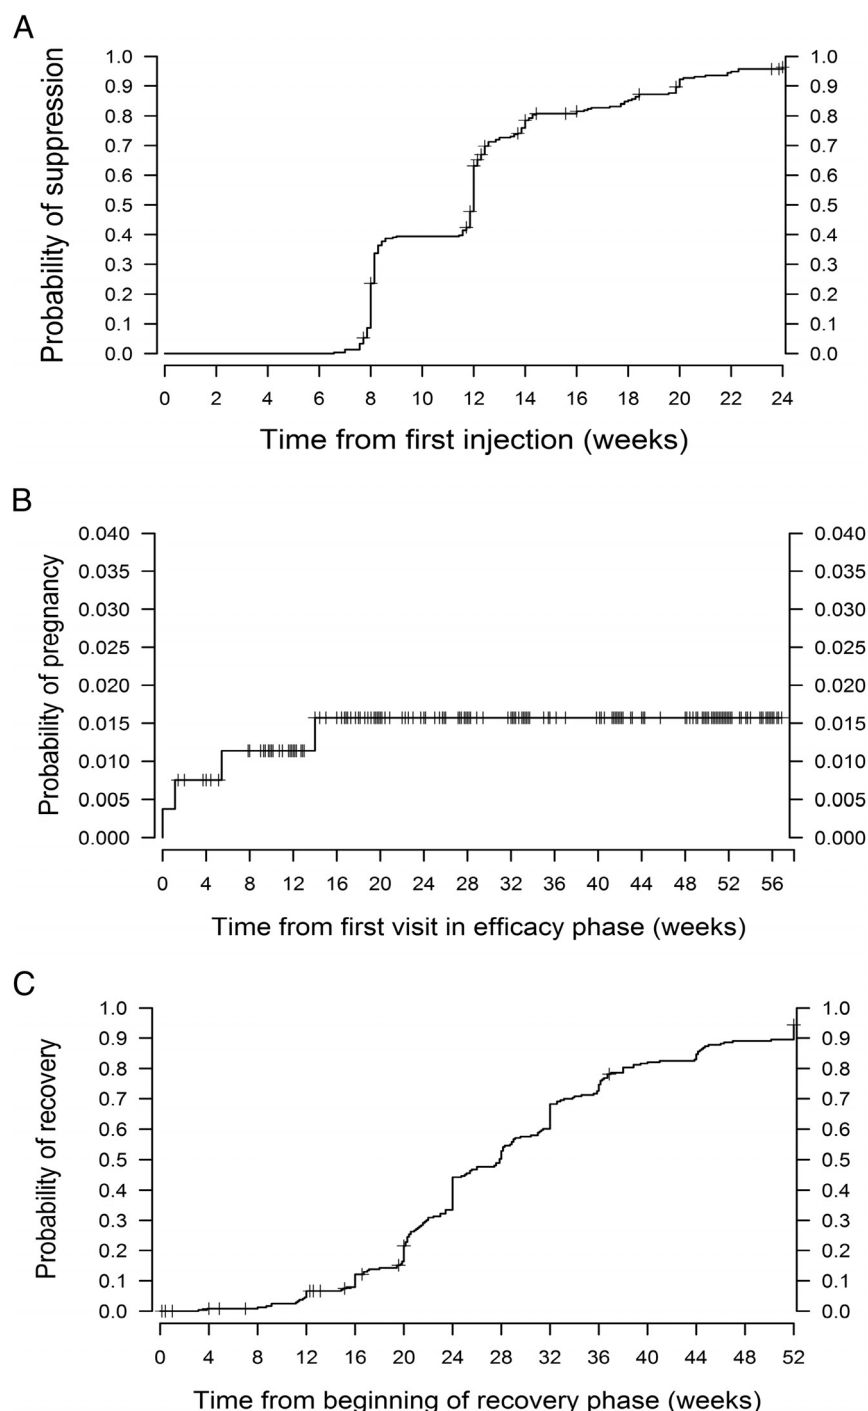 A
Probability of suppression
1.0 1.0
0.9 0.9
0.8 0.8
0.7 0.7
0.6 0.6
0.5 0.5
0.4 0.4
0.3 0.3
0.2 0.2
0.1 0.1
0.0 0.0
0 2 4 6 8 10 12 14 16 18 20 22 24
Time from first injection (weeks)
B
Probability of pregnancy
0.040 0.040
0.035 0.035
0.030 0.030
0.025 0.025
0.020 0.020
0.015 0.015
0.010 0.010
0.005 0.005
0.000 0.000
0 4 8 12 16 20 24 28 32 36 40 44 48 52 56
Time from first visit in efficacy phase (weeks)
C
Probability of recovery
1.0 1.0
0.9 0.9
0.8 0.8
0.7 0.7
0.6 0.6
0.5 0.5
0.4 0.4
0.3 0.3
0.2 0.2
0.1 0.1
0.0 0.0
0 4 8 12 16 20 24 28 32 36 40 44 48 52
Time from beginning of recovery phase (weeks)